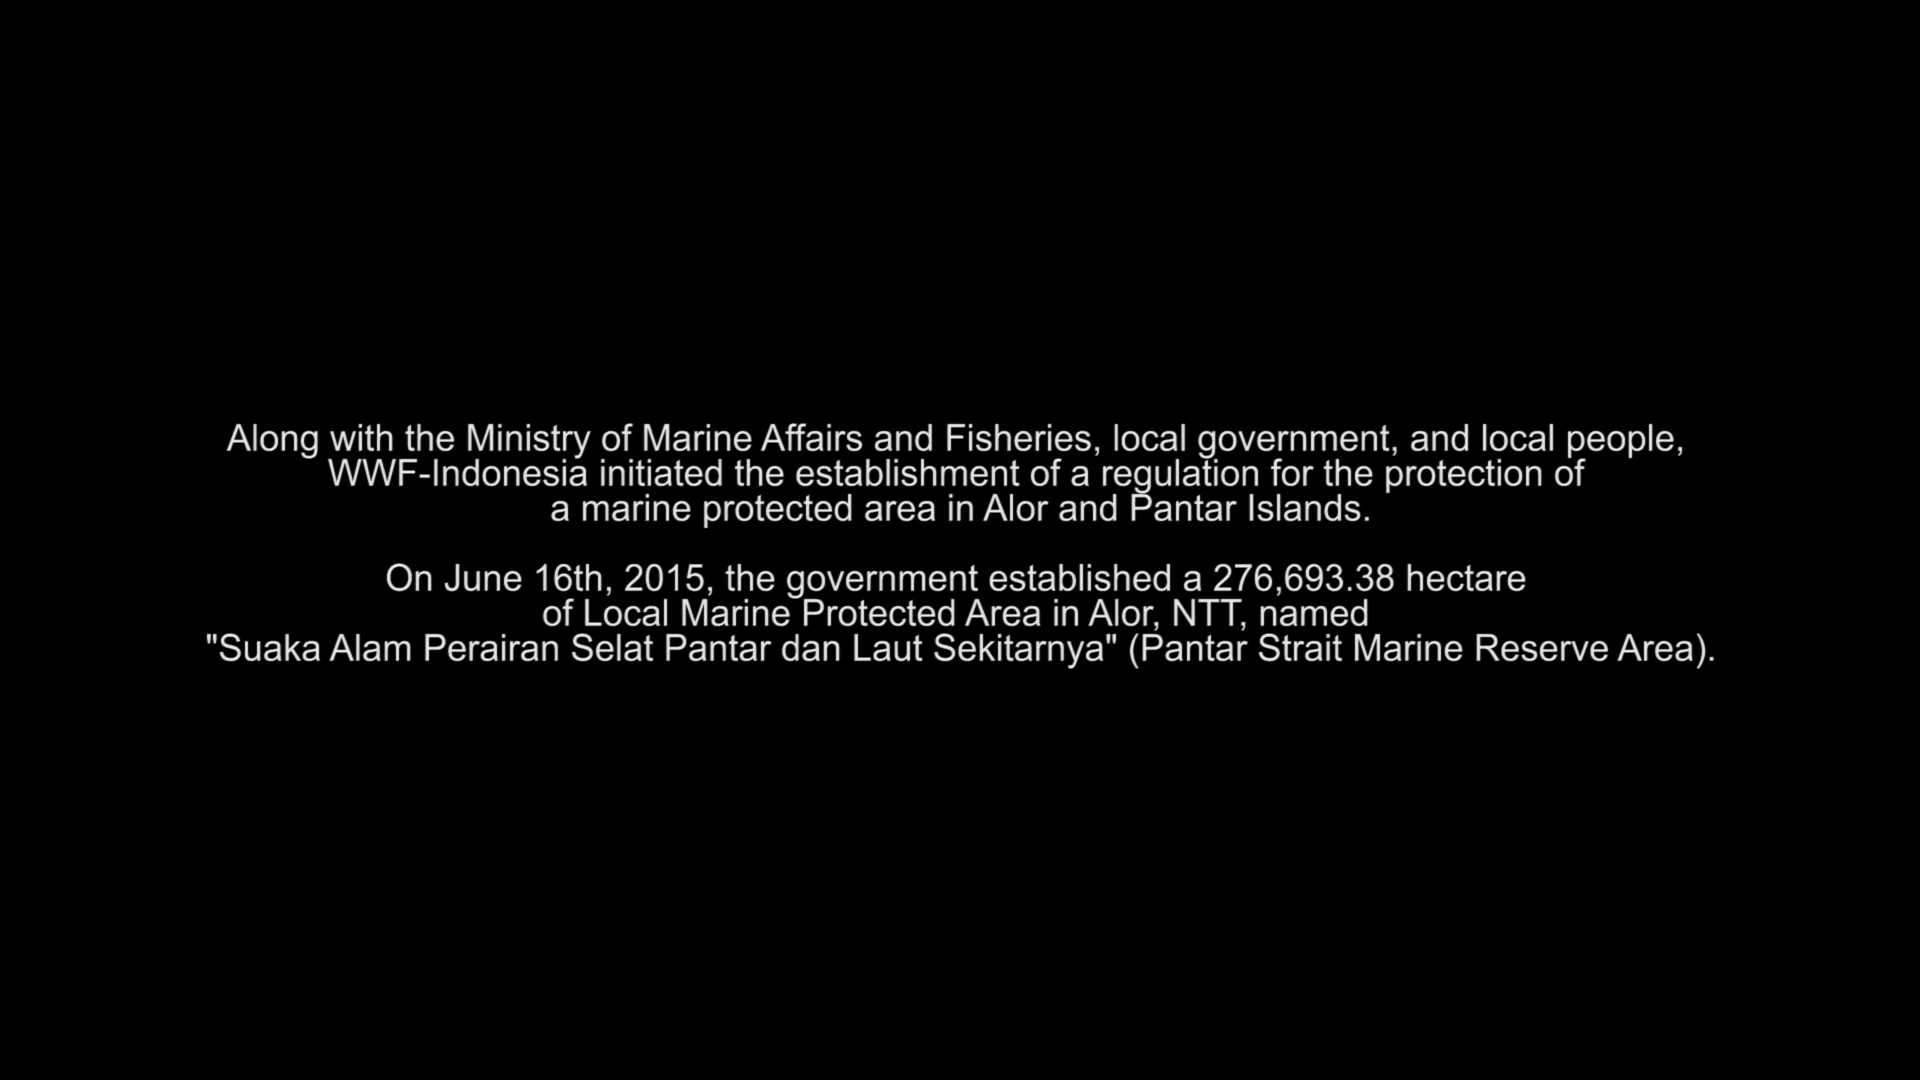 Along with the Ministry of Marine Affairs and Fisheries, local government, and local people,
WWF-Indonesia initiated the establishment of a regulation for the protection of
a marine protected area in Alor and Pantar Islands.
On June 16th, 2015, the government established a 276,693.38 hectare
of Local Marine Protected Area in Alor, NTT, named
"Suaka Alam Perairan Selat Pantar dan Laut Sekitarnya" (Pantar Strait Marine Reserve Area).